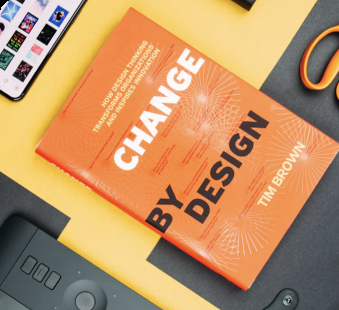 HOW DESIGN THINKING
TRANSFORMS ORGANIZATIONS
AND INSPIRES INNOVATION
CHANGE
BY
DESIGN
TIM BROWN